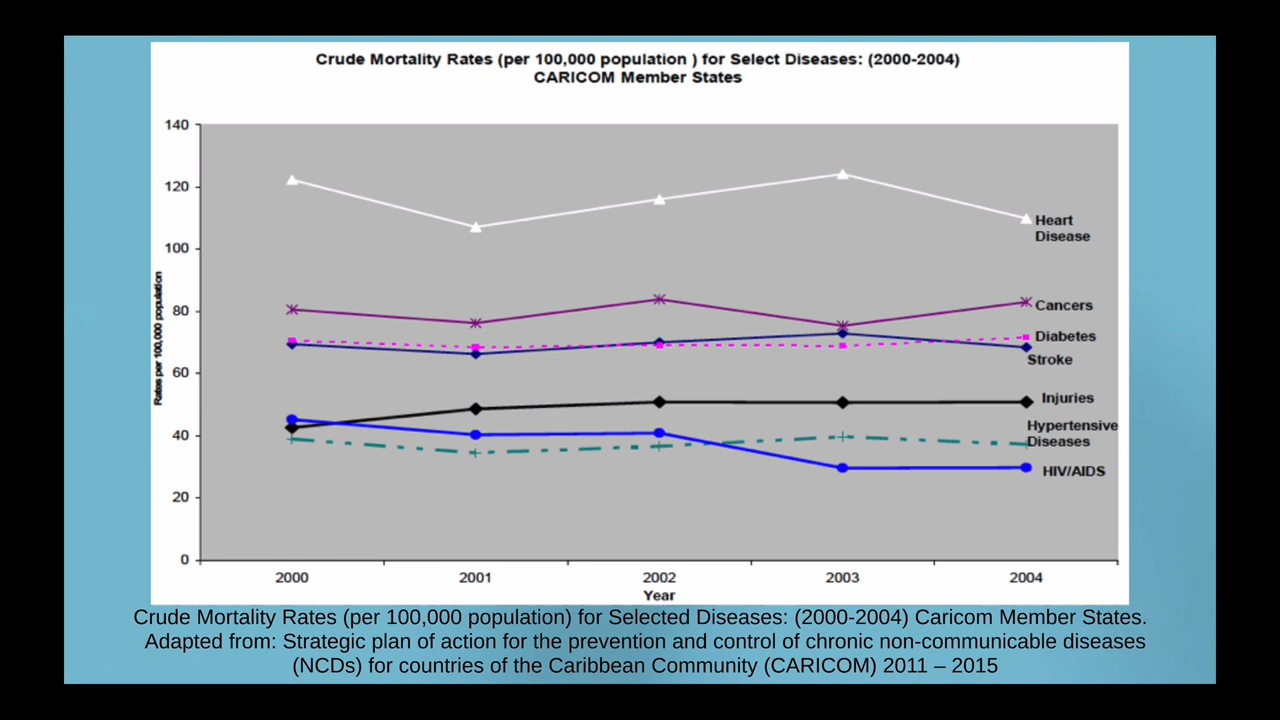 Crude Mortality Rates (per 100,000 population ) for Select Diseases: (2000-2004)
CARICOM Member States
140
120
100
80
60
40
20
0
Rates per 100,000 population
Heart
Disease
Cancers
Diabetes
Stroke
Injuries
Hypertensive
Diseases
HIV/AIDS
2000 2001 2002 2003 2004
Year
Crude Mortality Rates (per 100,000 population) for Selected Diseases: (2000-2004) Caricom Member States.
Adapted from: Strategic plan of action for the prevention and control of chronic non-communicable diseases
(NCDs) for countries of the Caribbean Community (CARICOM) 2011 – 2015